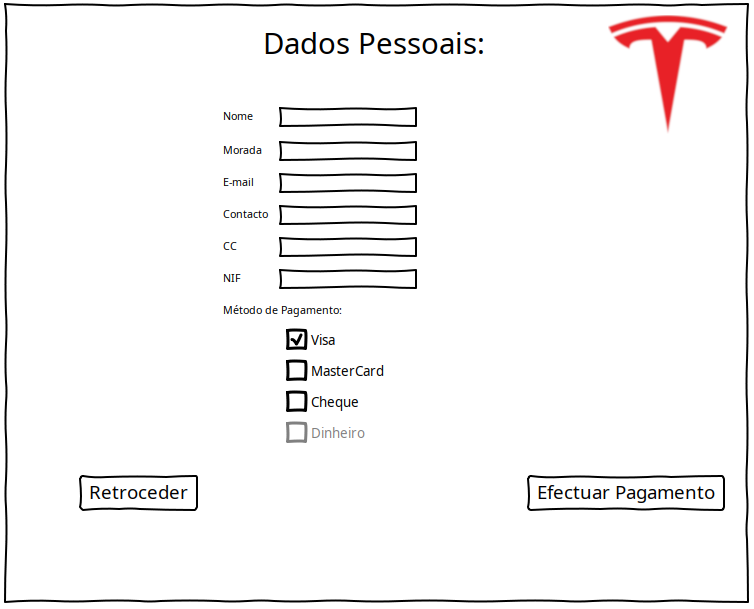 Dados Pessoais:
Nome
Morada
E-mail
Contacto
CC
NIF
Método de Pagamento:
Visa
MasterCard
Cheque
Dinheiro
Retroceder
Efectuar Pagamento